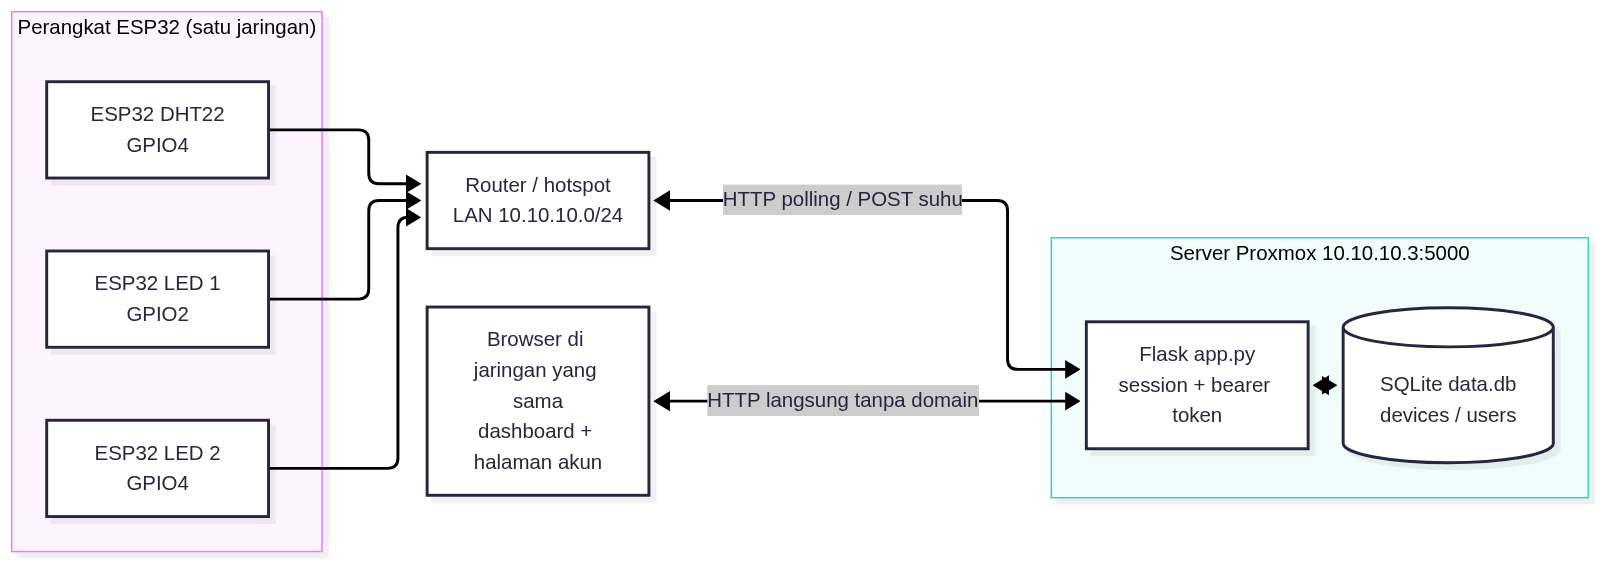 Perangkat ESP32 (satu jaringan)
ESP32 DHT22
GPIO4
ESP32 LED 1
GPIO2
ESP32 LED 2
GPIO4
Router / hotspot
LAN 10.10.10.0/24
Browser di
jaringan yang
sama
dashboard +
halaman akun
HTTP polling / POST suhu
HTTP langsung tanpa domain
Server Proxmox 10.10.10.3:5000
Flask app.py
session + bearer
token
SQLite data.db
devices / users